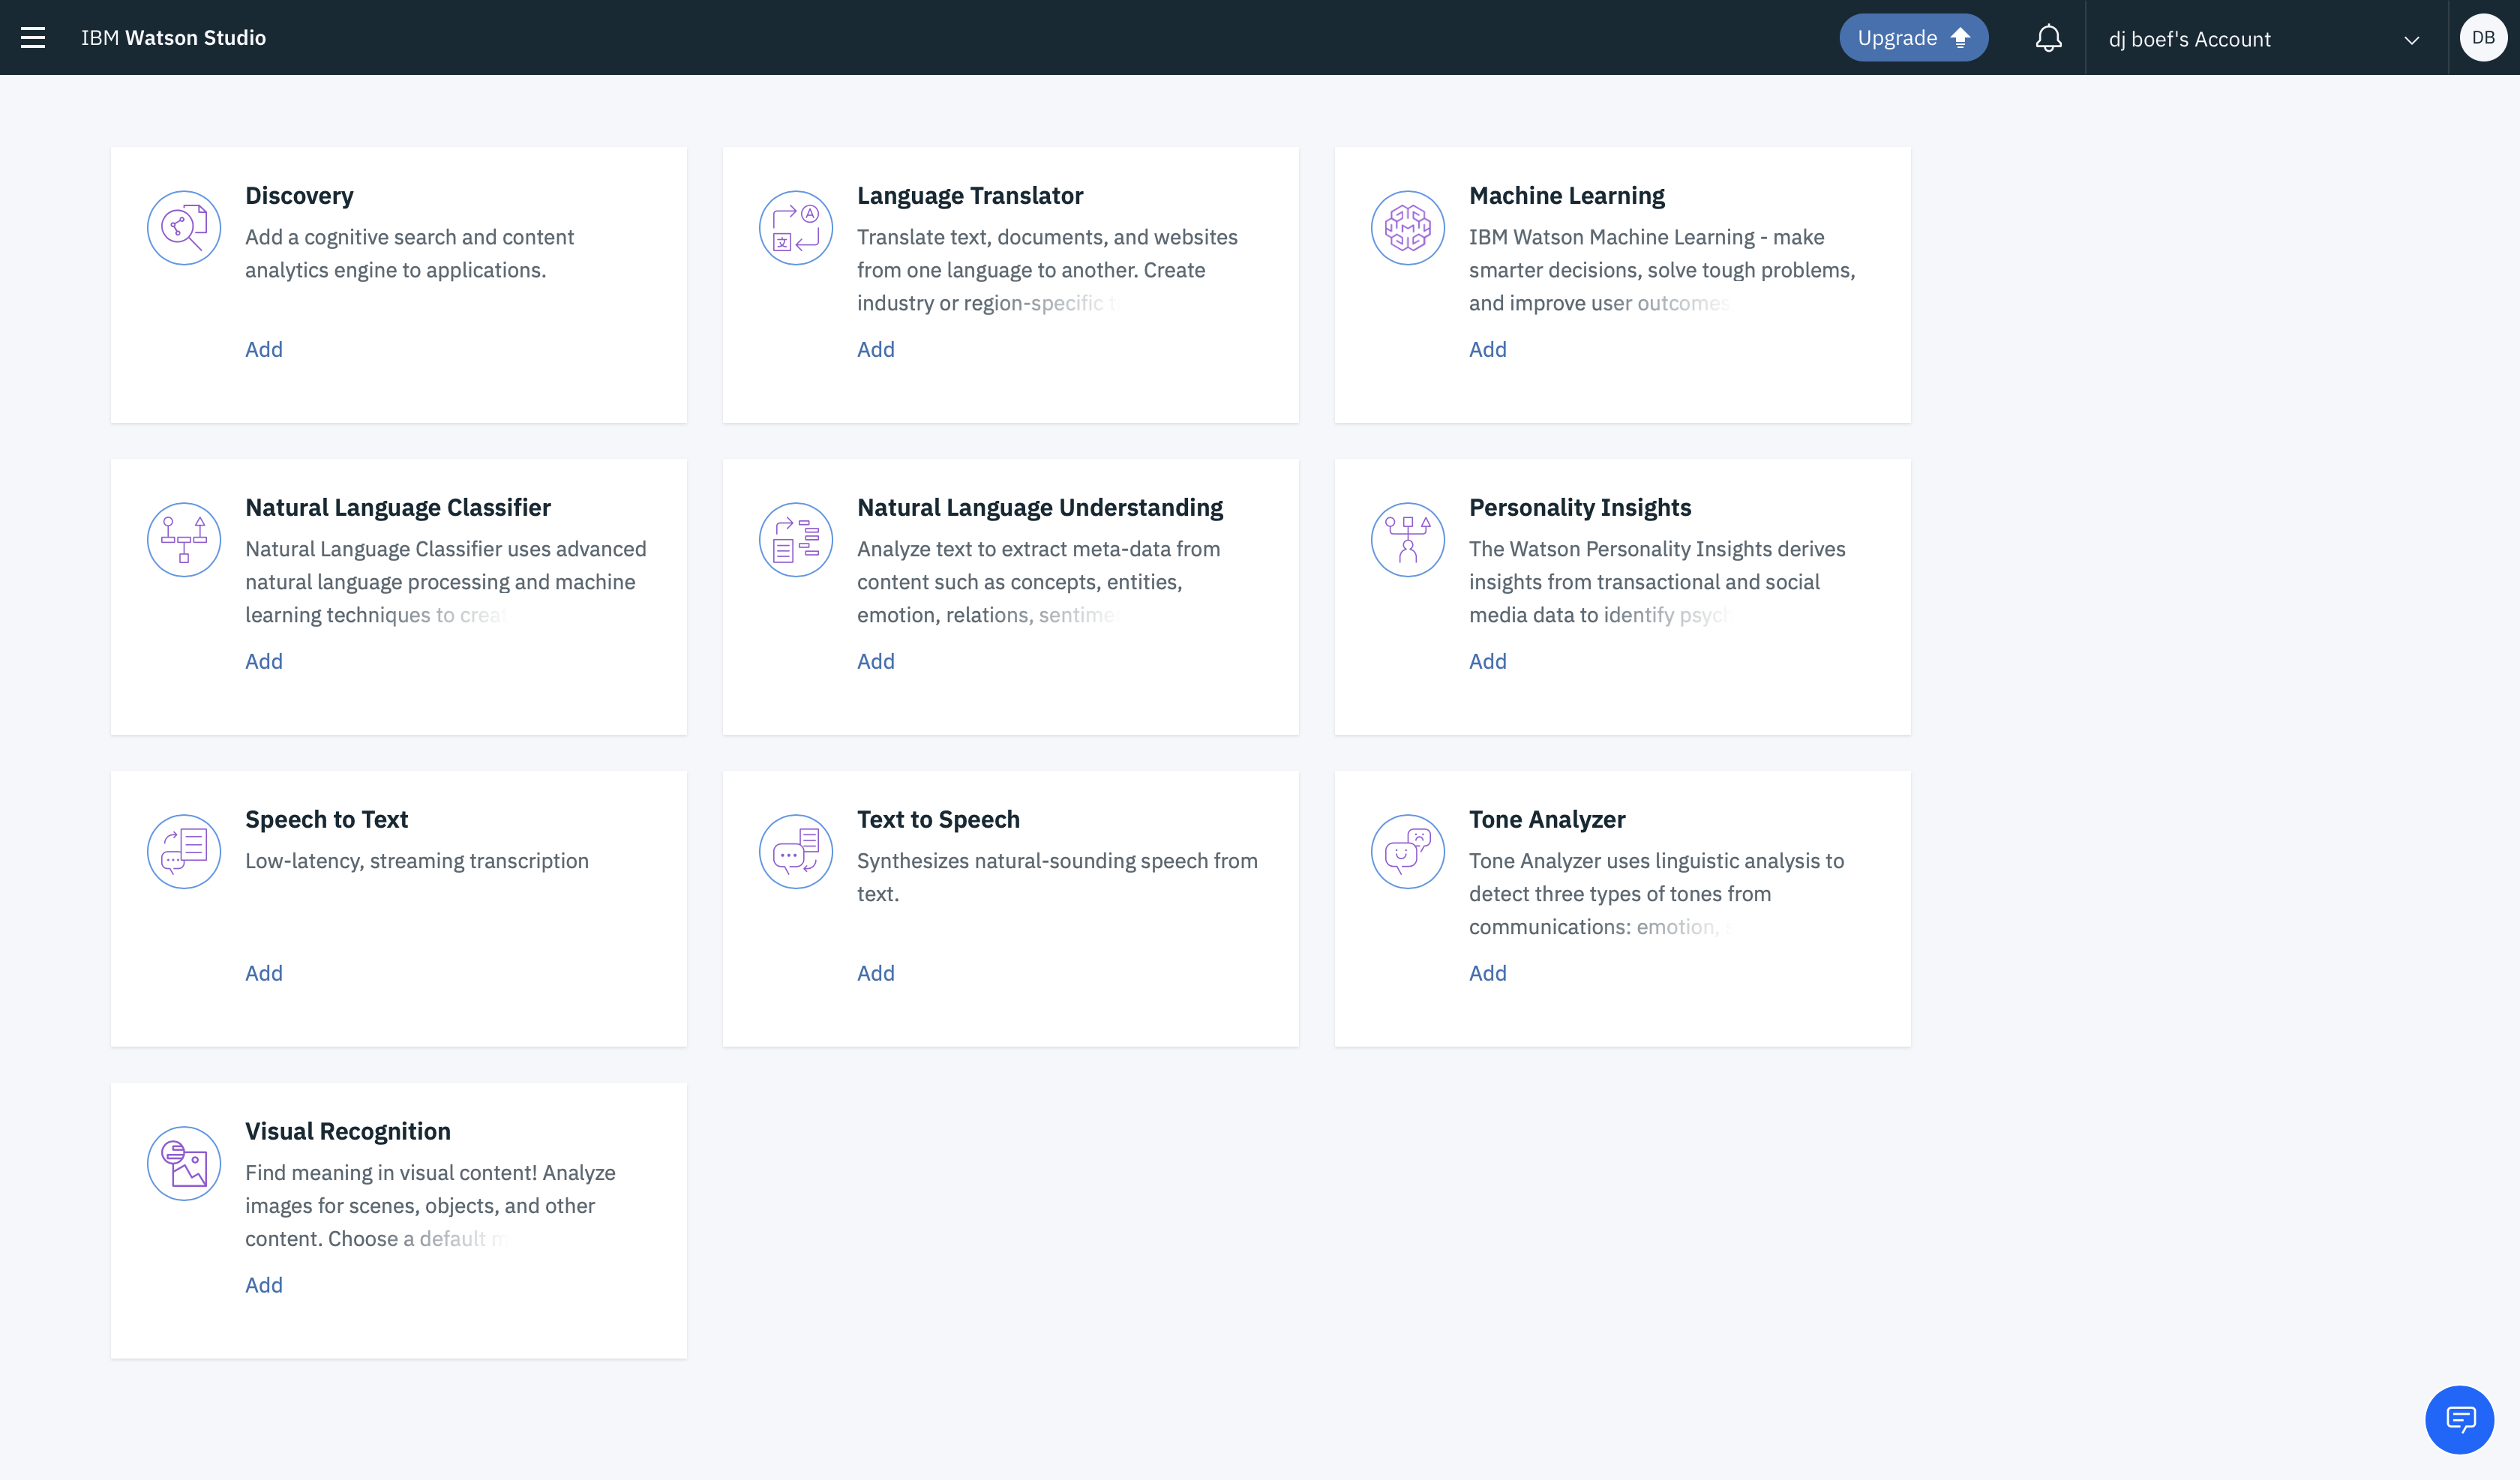 IBM Watson Studio
Upgrade
dj boef's Account
DB
Discovery
Add a cognitive search and content
analytics engine to applications.
Add
Language Translator
Translate text, documents, and websites
from one language to another. Create
industry or region-specific t
Add
Machine Learning
IBM Watson Machine Learning - make
smarter decisions, solve tough problems,
and improve user outcomes
Add
Natural Language Classifier
Natural Language Classifier uses advanced
natural language processing and machine
learning techniques to creat
Add
Natural Language Understanding
Analyze text to extract meta-data from
content such as concepts, entities,
emotion, relations, sentime
Add
Personality Insights
The Watson Personality Insights derives
insights from transactional and social
media data to identify psych
Add
Speech to Text
Low-latency, streaming transcription
Add
Text to Speech
Synthesizes natural-sounding speech from
text.
Add
Tone Analyzer
Tone Analyzer uses linguistic analysis to
detect three types of tones from
communications: emotion, s
Add
Visual Recognition
Find meaning in visual content! Analyze
images for scenes, objects, and other
content. Choose a default m
Add